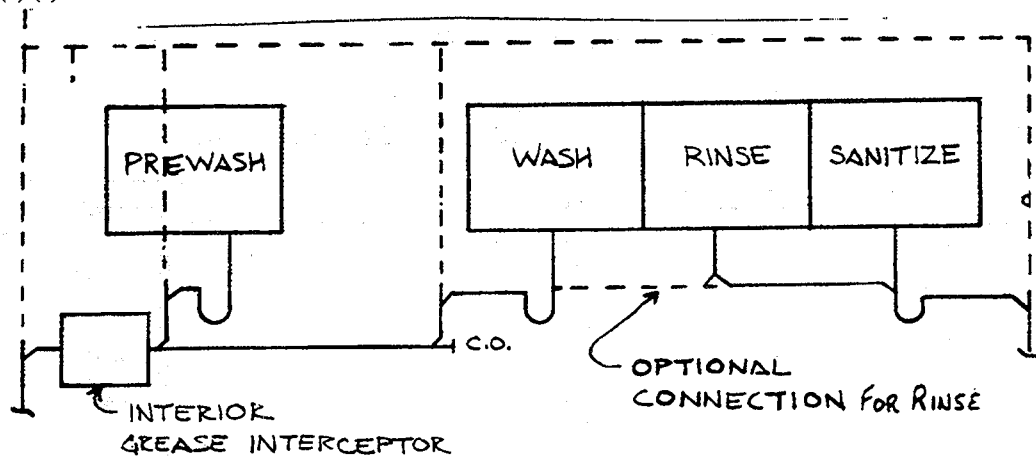 PREWASH
WASH
RINSE
SANITIZE
C.O.
OPTIONAL
CONNECTION FOR RINSE
INTERIOR
GREASE INTERCEPTOR